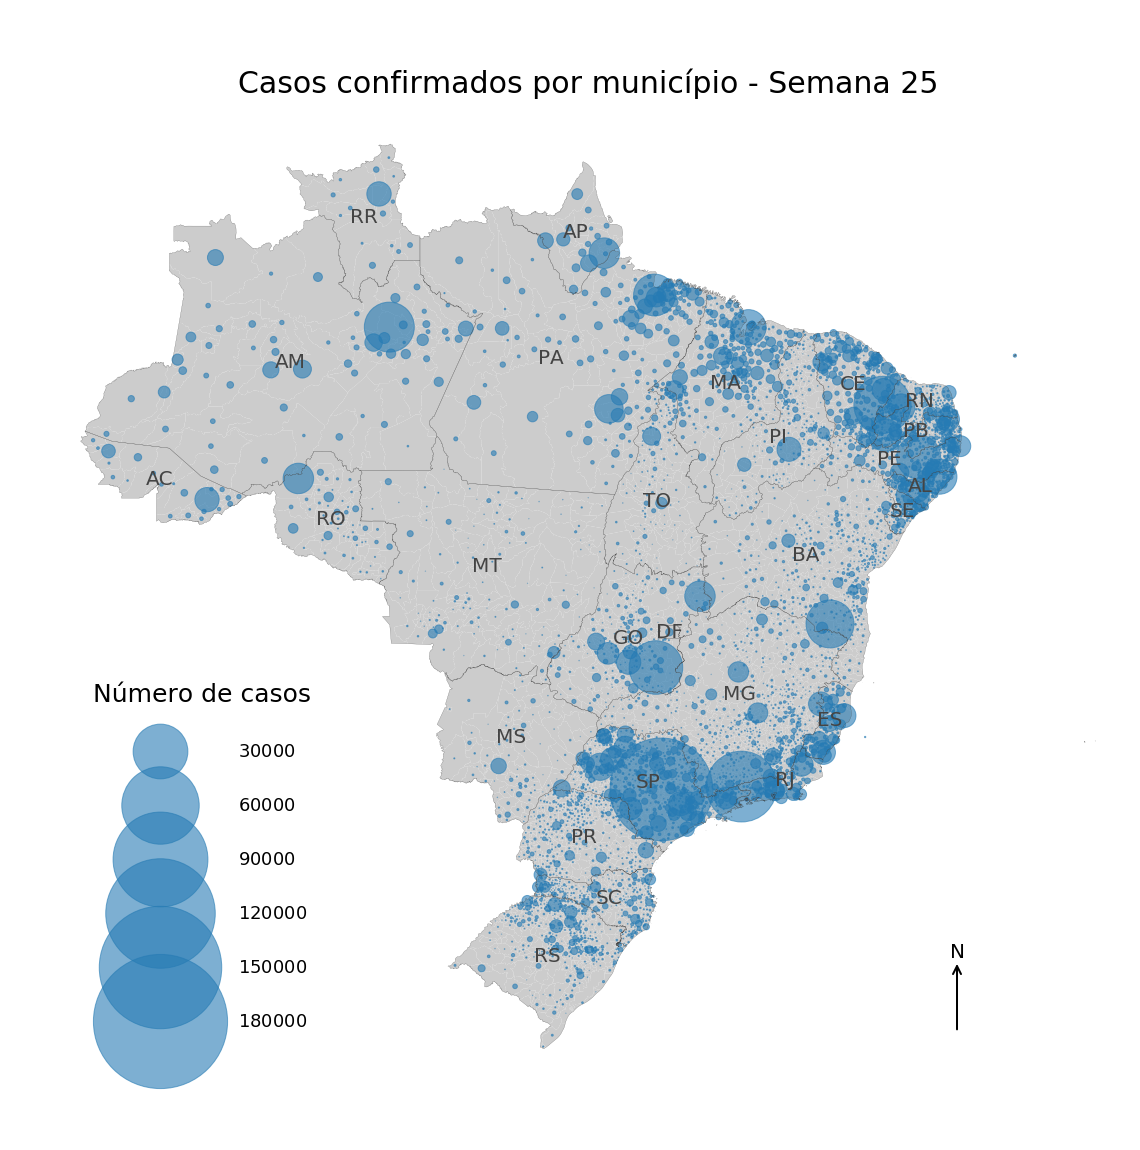 Casos confirmados por município - Semana 25
RR
AP
AM
PA
MA
CE
RN
PB
PI
PE
AC
AL
TO
SE
RO
BA
MT
GO
DF
MG
Número de casos
ES
MS
30000
SP
RJ
60000
PR
90000
SC
120000
RS
N
150000
180000